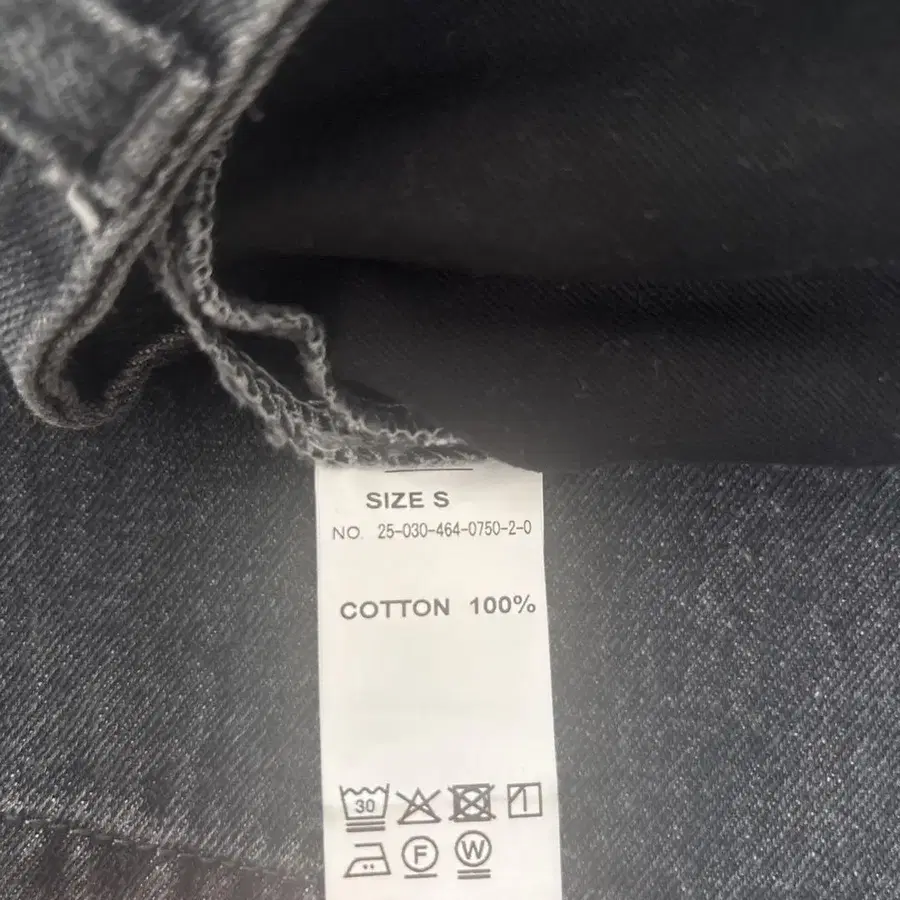 SIZE S
NO. 25-030-464-0750-2-0
COTTON 100%
30
F W